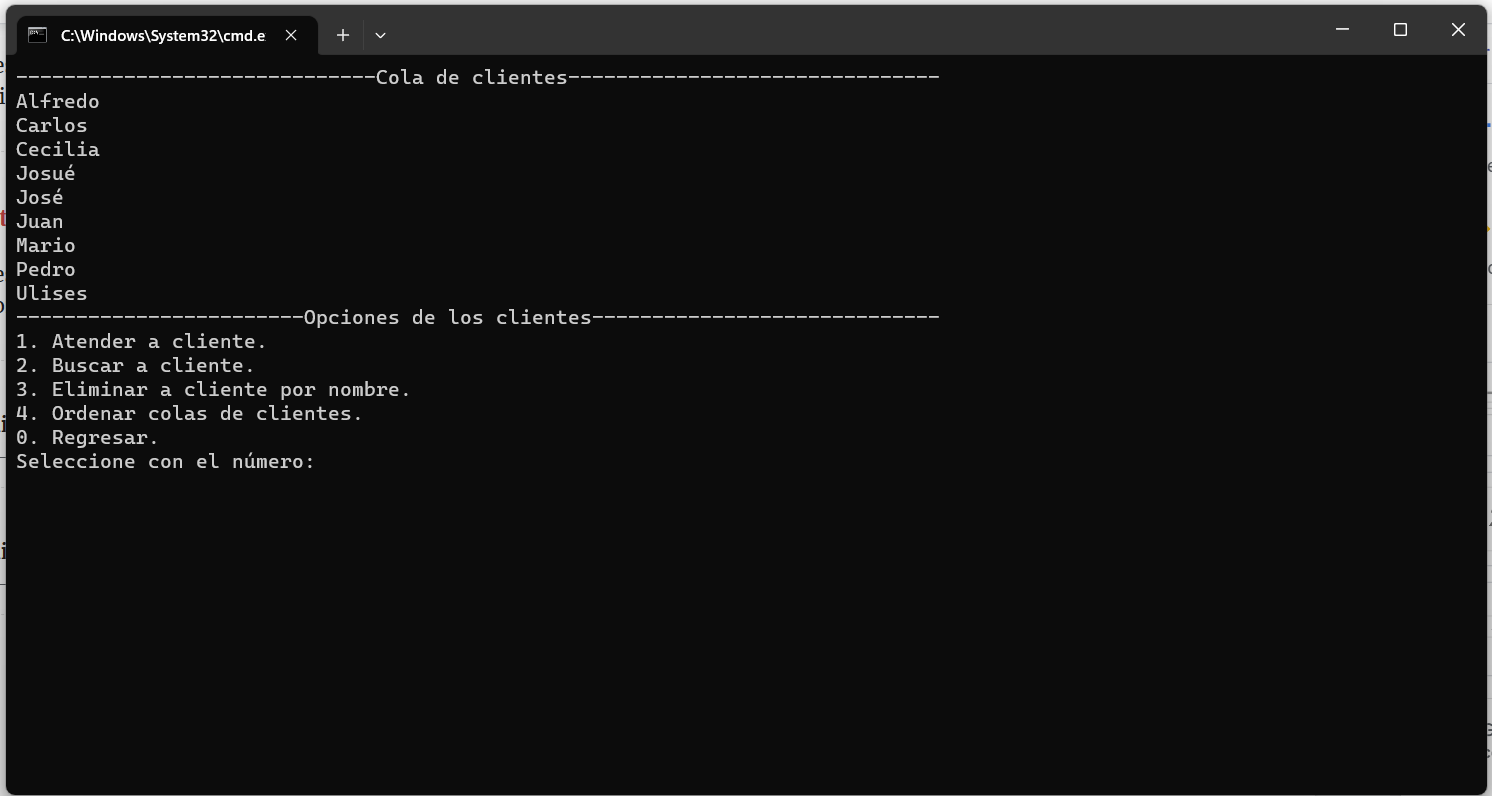 C:\Windows\System32\cmd.e
------------------------------Cola de clientes-------------------------------
Alfredo
Carlos
Cecilia
Josué
José
Juan
Mario
Pedro
Ulises
------------------------Opciones de los clientes-----------------------------
1. Atender a cliente.
2. Buscar a cliente.
3. Eliminar a cliente por nombre.
4. Ordenar colas de clientes.
0. Regresar.
Seleccione con el número: